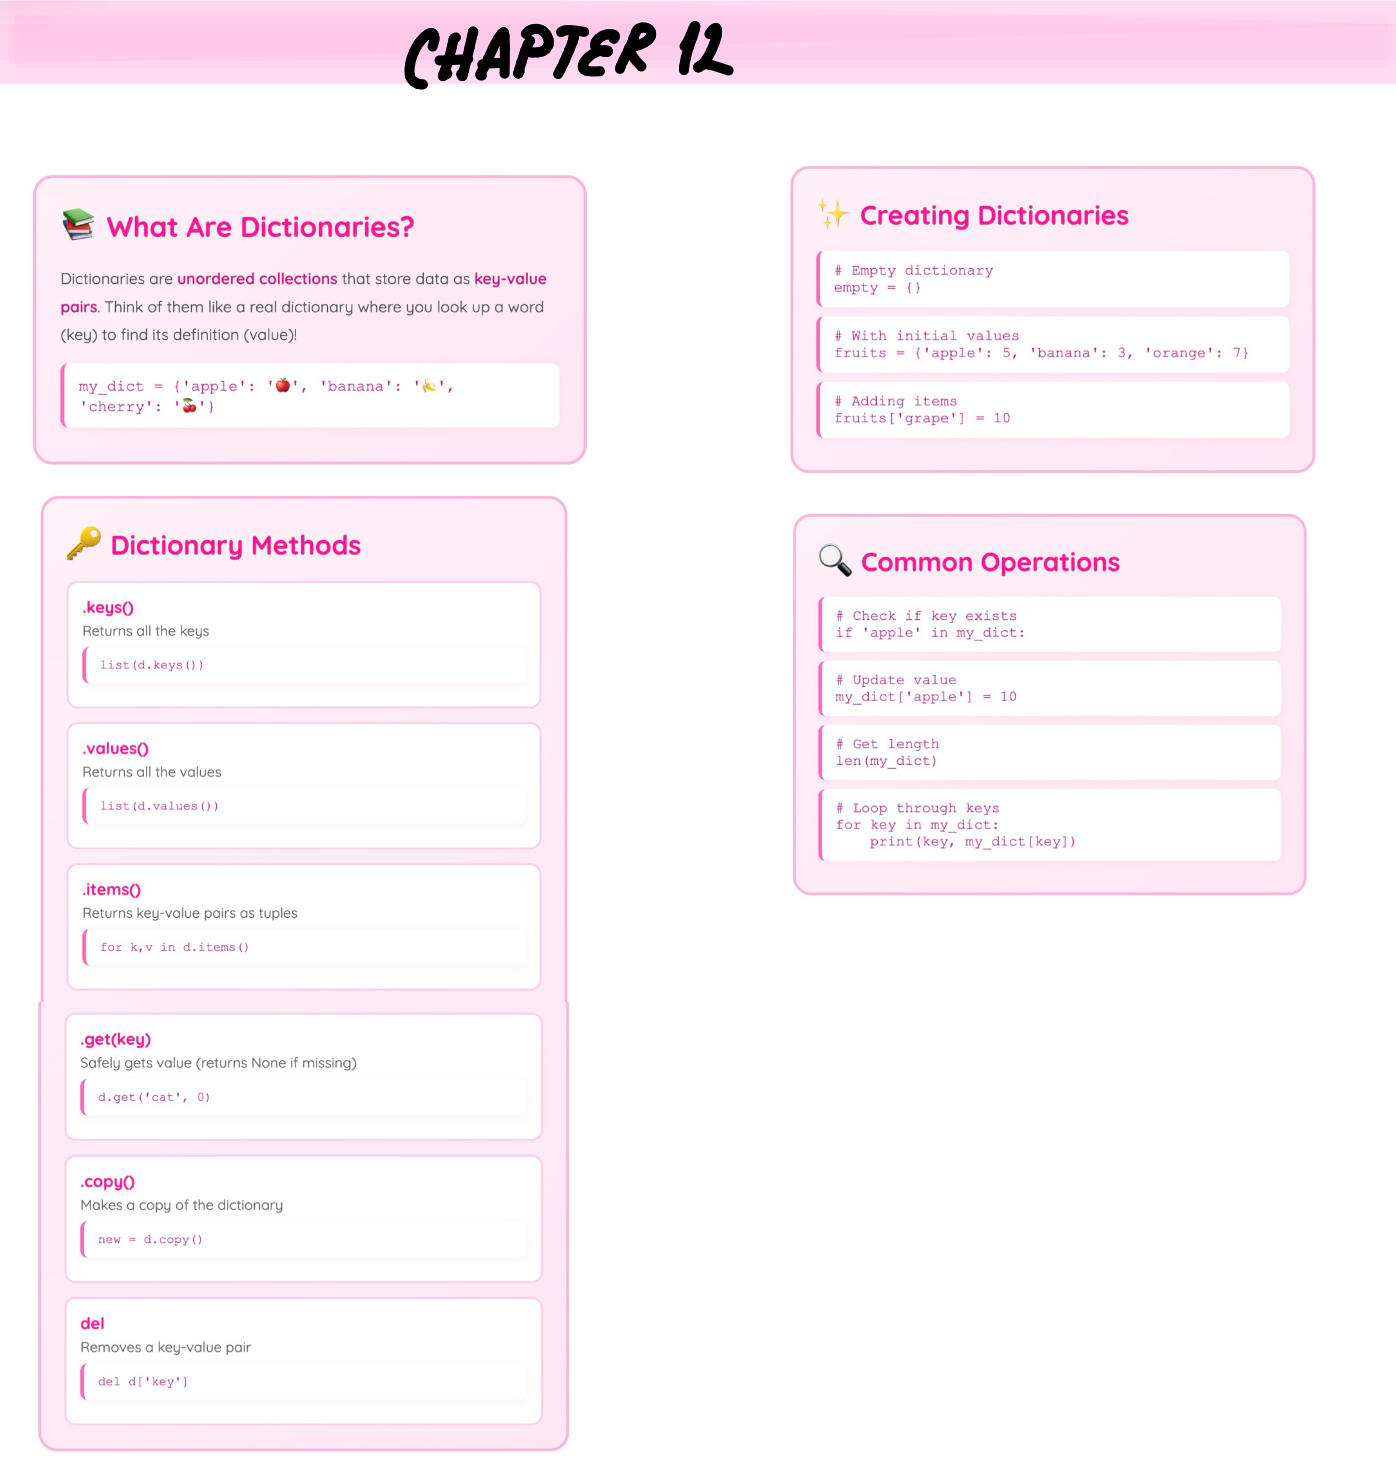 CHAPTER 12
📚 What Are Dictionaries?
Dictionaries are unordered collections that store data as key-value
pairs. Think of them like a real dictionary where you look up a word
(key) to find its definition (value)!
my_dict = {'apple': '🍎', 'banana': '🍌',
'cherry': '🍒'}
🔑 Dictionary Methods
.keys()
Returns all the keys
list(d.keys())
.values()
Returns all the values
list(d.values())
.items()
Returns key-value pairs as tuples
for k,v in d.items()
.get(key)
Safely gets value (returns None if missing)
d.get('cat', 0)
.copy()
Makes a copy of the dictionary
new = d.copy()
del
Removes a key-value pair
del d['key']
✨ Creating Dictionaries
# Empty dictionary
empty = {}
# With initial values
fruits = {'apple': 5, 'banana': 3, 'orange': 7}
# Adding items
fruits['grape'] = 10
🔍 Common Operations
# Check if key exists
if 'apple' in my_dict:
# Update value
my_dict['apple'] = 10
# Get length
len(my_dict)
# Loop through keys
for key in my_dict:
    print(key, my_dict[key])